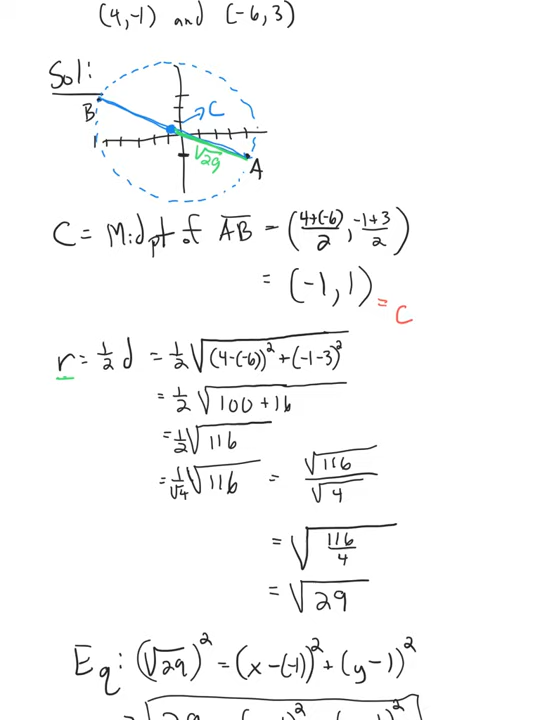 (4,-1) and (-6,3)
Sol:
B
C
√29
A
C = Midpt of AB = (4+(-6)/2, -1+3/2)
= (-1, 1) = C
r = 1/2 d = 1/2 √(4-(-6))² + (-1-3)²
= 1/2 √100 + 16
= 1/2 √116
= 1/√4 √116 = √116/√4
= √116/4
= √29
Eq: (√29)² = (x-(-1))² + (y-1)²